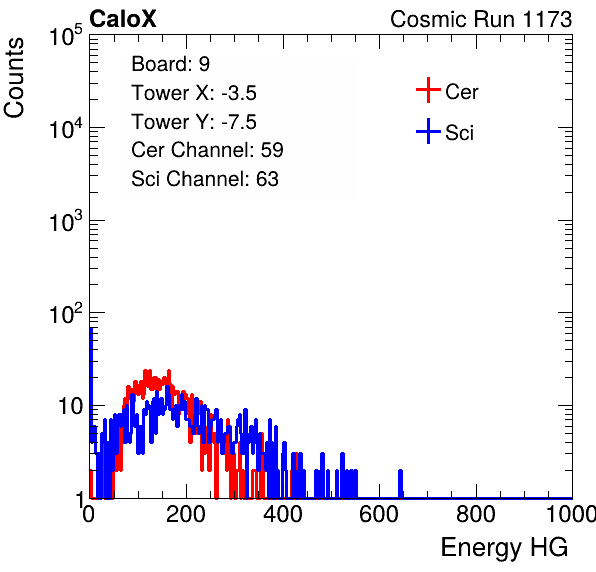 CaloX Cosmic Run 1173
Counts
10^5
10^4
10^3
10^2
10
1
Board: 9
Tower X: -3.5
Tower Y: -7.5
Cer Channel: 59
Sci Channel: 63
Cer
Sci
0 200 400 600 800 1000
Energy HG